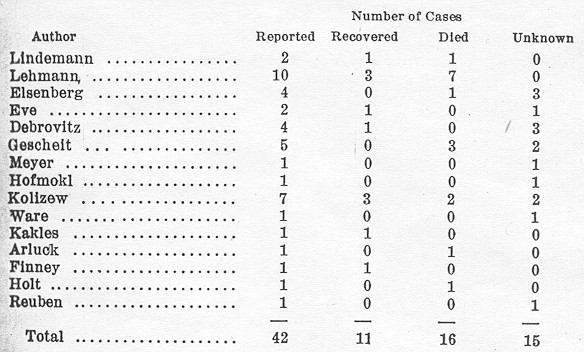 Number of Cases
Author Reported Recovered Died Unknown
Lindemann ................ 2 1 1 0
Lehmann, ................. 10 3 7 0
Elsenberg ................ 4 0 1 3
Eve ...................... 2 1 0 1
Debrovitz ................ 4 1 0 3
Gescheit ... ............. 5 0 3 2
Meyer .................... 1 0 0 1
Hofmokl .................. 1 0 0 1
Kolizew .................. 7 3 2 2
Ware ....... ............. 1 0 0 1
Kakles ................... 1 1 0 0
Arluck ................... 1 0 1 0
Finney ................... 1 1 0 0
Holt ..................... 1 0 1 0
Reuben ................... 1 0 0 1
Total .................... 42 11 16 15